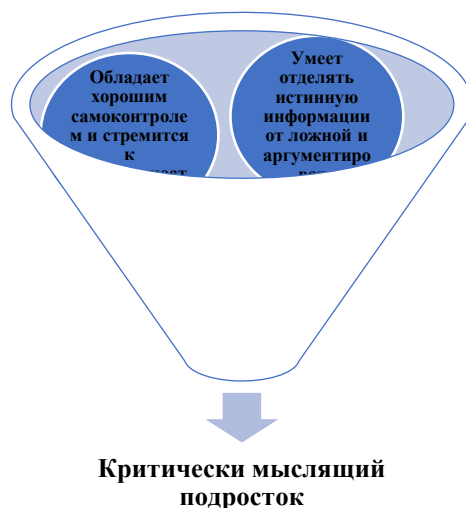 Обладает
хорошим
самоконтроле
м и стремится
к
Умеет
отделять
истинную
информации
от ложной и
аргументиро
Критически мыслящий
подросток